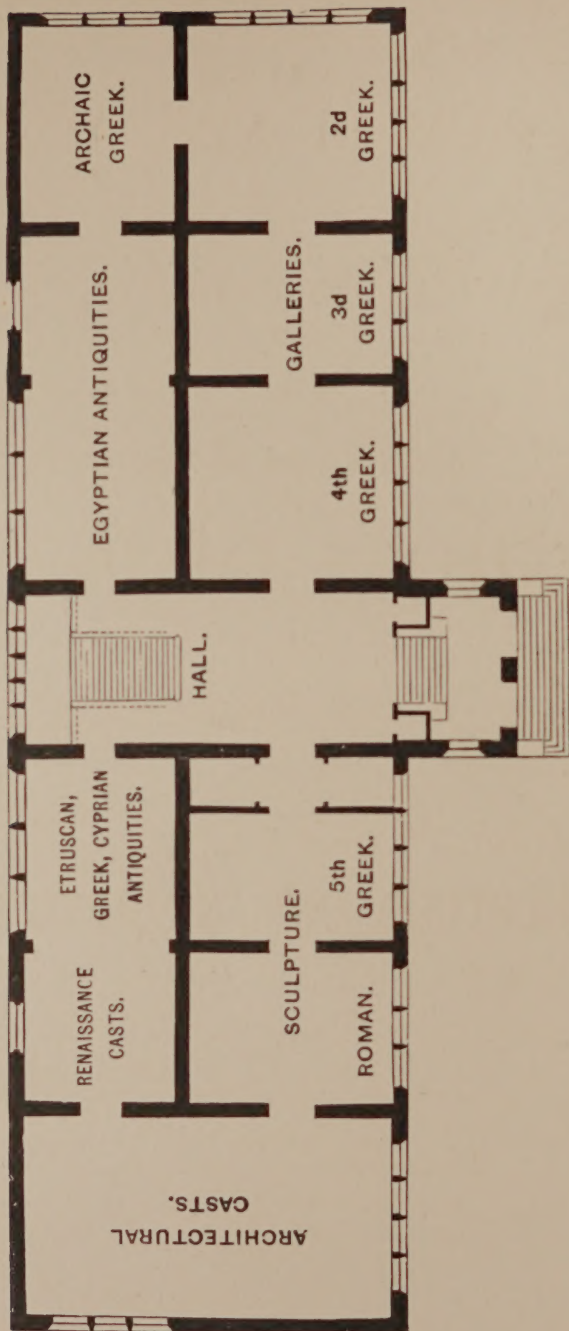 ARCHAIC
GREEK.
EGYPTIAN ANTIQUITIES.
2d
GREEK.
3d
GREEK.
GALLERIES.
4th
GREEK.
HALL.
ETRUSCAN,
GREEK, CYPRIAN
ANTIQUITIES.
RENAISSANCE
CASTS.
5th
GREEK.
SCULPTURE.
ROMAN.
ARCHITECTURAL
CASTS.